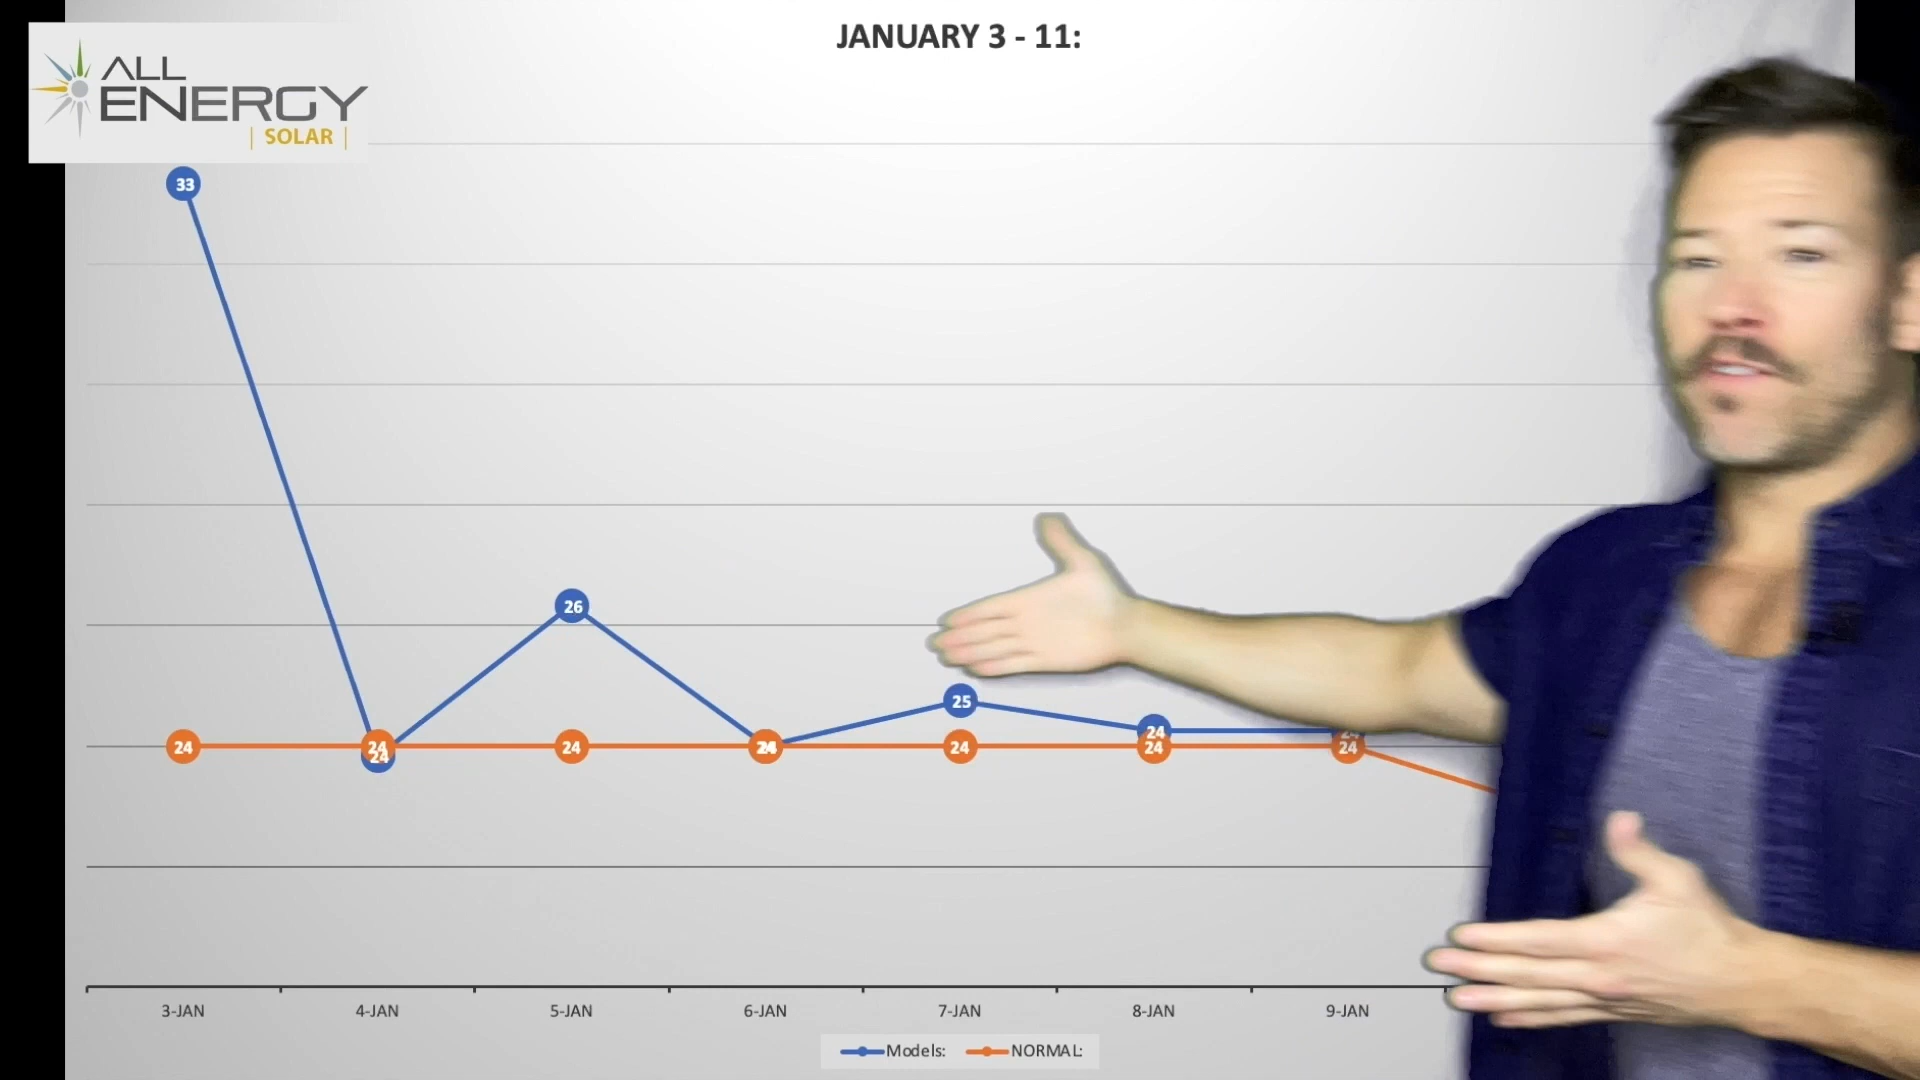 JANUARY 3 - 11:
ALL
ENERGY
| SOLAR |
33
26
25
24
24
24
24
24
24
24
24
24
24
24
3-JAN
4-JAN
5-JAN
6-JAN
7-JAN
8-JAN
9-JAN
Models:
NORMAL: